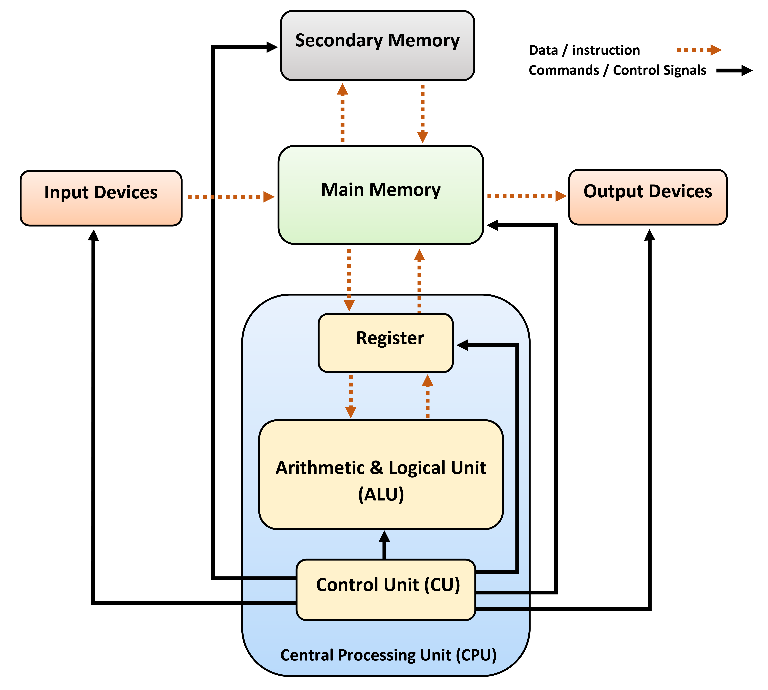 Secondary Memory
Data / instruction
Commands / Control Signals
Input Devices
Main Memory
Output Devices
Register
Arithmetic & Logical Unit
(ALU)
Control Unit (CU)
Central Processing Unit (CPU)